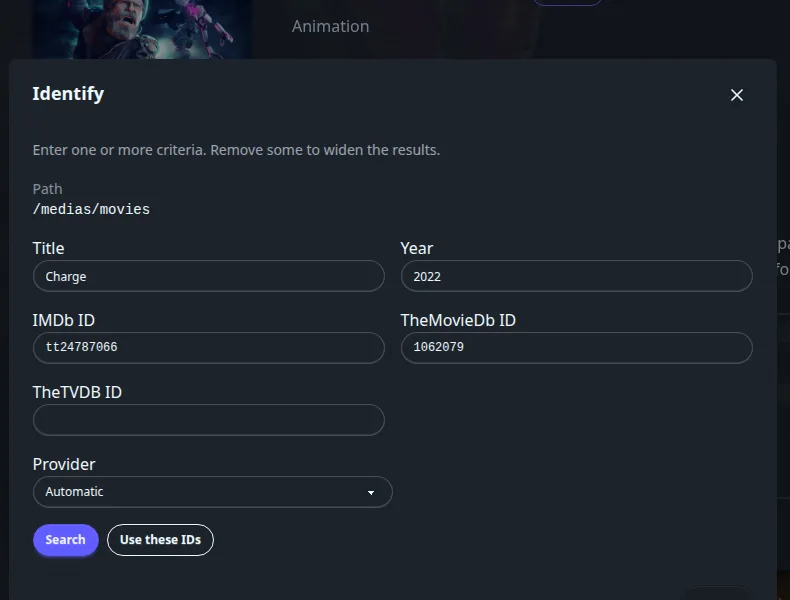 Animation
Identify
Enter one or more criteria. Remove some to widen the results.
Path
/medias/movies
Title
Year
Charge
2022
IMDb ID
TheMovieDb ID
tt24787066
1062079
TheTVDB ID
Provider
Automatic
Search
Use these IDs